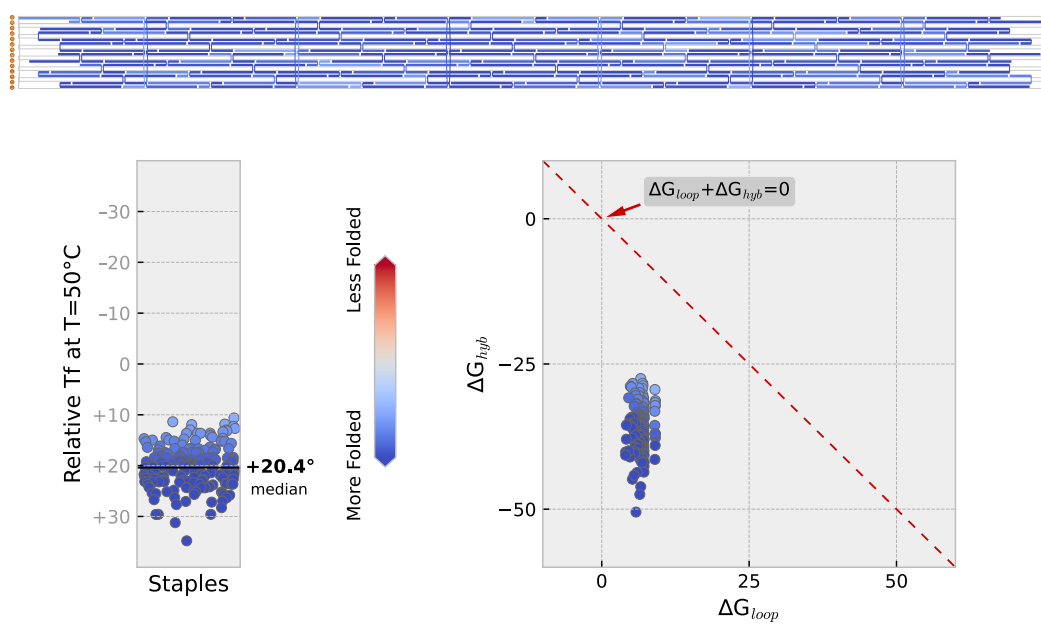 Relative Tf at T=50°C
–30
–20
–10
0
+10
+20
+30
+20.4°
median
Staples
Less Folded
More Folded
ΔG_loop+ΔG_hyb=0
ΔG_hyb
0
−25
−50
0
25
50
ΔG_loop